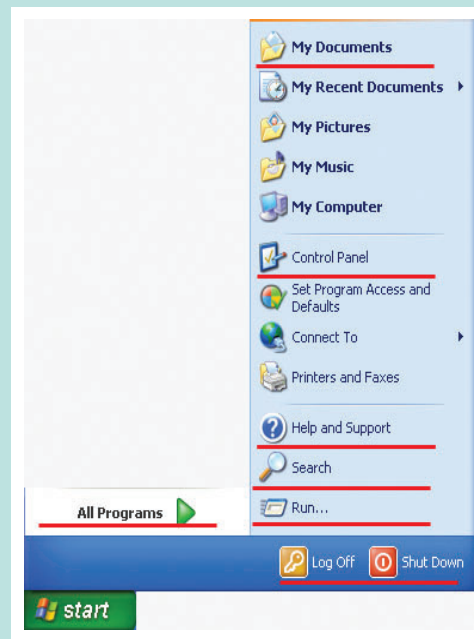 My Documents
My Recent Documents
My Pictures
My Music
My Computer
Control Panel
Set Program Access and
Defaults
Connect To
Printers and Faxes
Help and Support
Search
Run...
All Programs
Log Off Shut Down
start